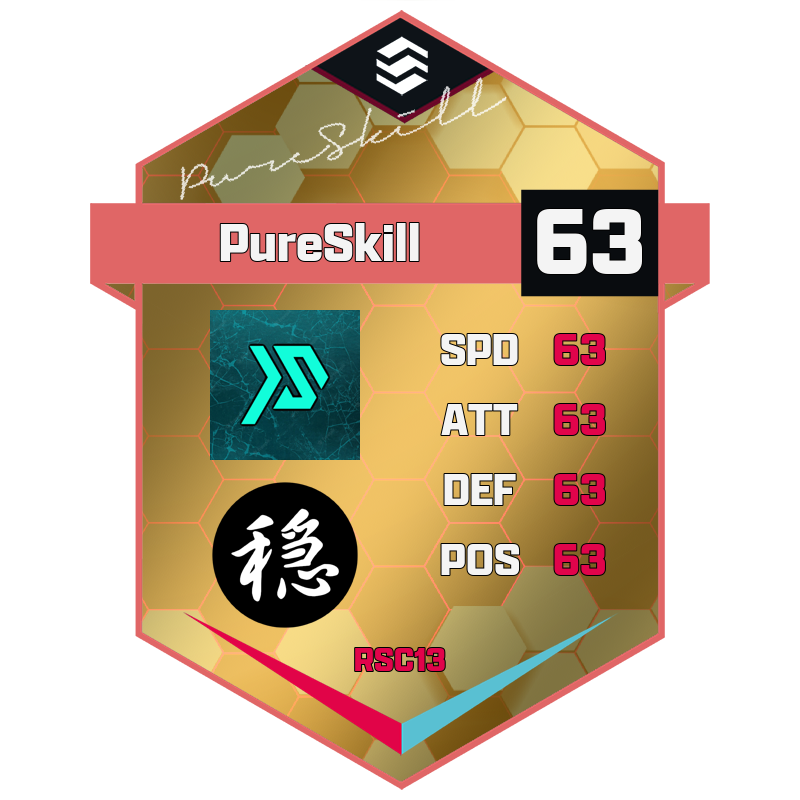 PureSkill
PureSkill 63
SPD 63
ATT 63
DEF 63
稳
POS 63
RSC13